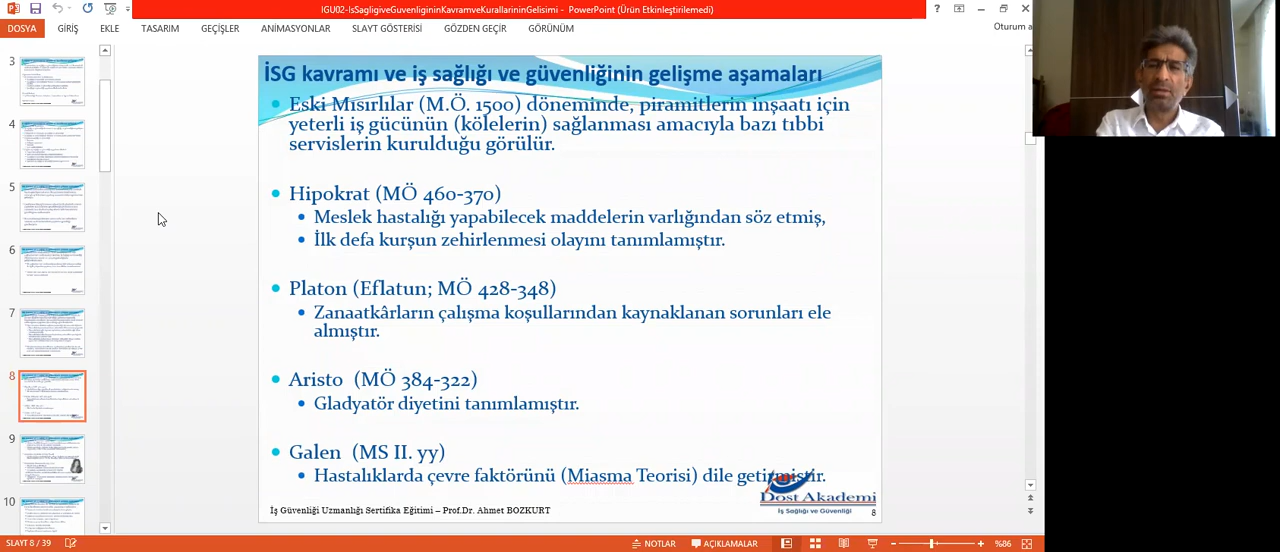 IGU02-IsSagligiveGuvenligininKavramveKurallarininGelisimi - PowerPoint (Ürün Etkinleştirilemedi)
DOSYA GİRİŞ EKLE TASARIM GEÇİŞLER ANİMASYONLAR SLAYT GÖSTERİSİ GÖZDEN GEÇİR GÖRÜNÜM Oturum a
3
4
5
6
7
8
9
10
İSG kavramı ve iş sağlığı ve güvenliğinin gelişme aşamaları
Eski Mısırlılar (M.Ö. 1500) döneminde, piramitlerin inşaatı için
yeterli iş gücünün (kölelerin) sağlanması amacıyla bazı tıbbi
servislerin kurulduğu görülür.
Hipokrat (MÖ 460-370)
Meslek hastalığı yapabilecek maddelerin varlığından söz etmiş,
İlk defa kurşun zehirlenmesi olayını tanımlamıştır.
Platon (Eflatun; MÖ 428-348)
Zanaatkârların çalışma koşullarından kaynaklanan sorunları ele
almıştır.
Aristo (MÖ 384-322)
Gladyatör diyetini tanımlamıştır.
Galen (MS II. yy)
Hastalıklarda çevre faktörünü (Miasma Teorisi) dile getirmiştir.
Dost Akademi
İş Sağlığı ve Güvenliği
İş Güvenliği Uzmanlığı Sertifika Eğitimi – Prof.Dr. Ahmet BOZKURT
8
SLAYT 8 / 39 NOTLAR AÇIKLAMALAR %86